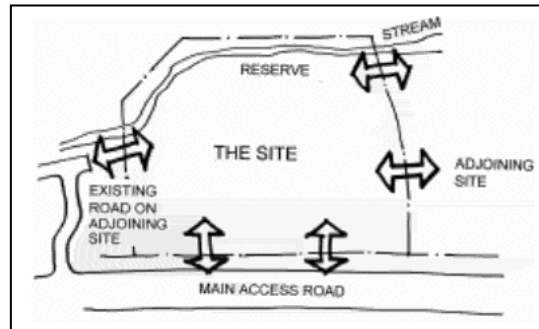 STREAM
RESERVE
THE SITE
ADJOINING
SITE
EXISTING
ROAD ON
ADJOINING
SITE
MAIN ACCESS ROAD